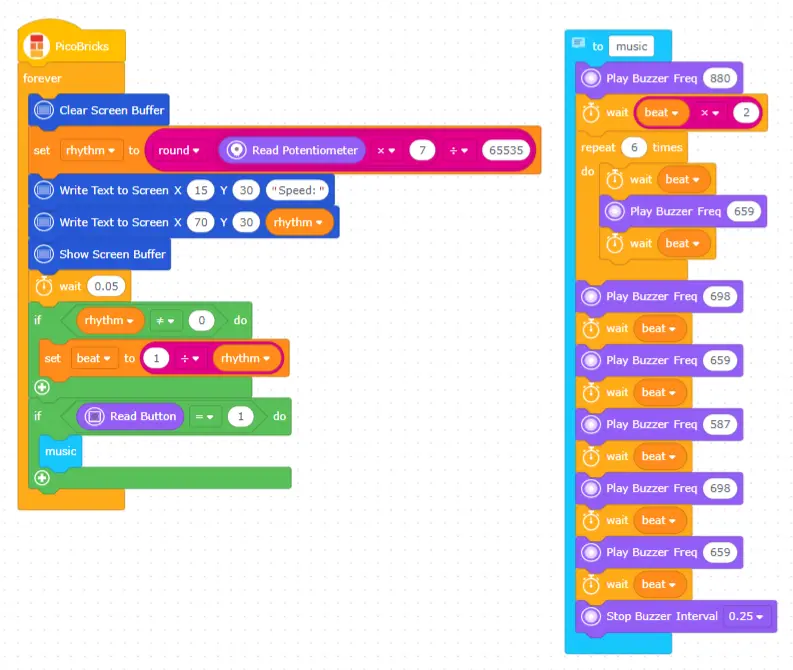 PicoBricks
forever
Clear Screen Buffer
set rhythm to round Read Potentiometer × 7 ÷ 65535
Write Text to Screen X 15 Y 30 "Speed:"
Write Text to Screen X 70 Y 30 rhythm
Show Screen Buffer
wait 0.05
if rhythm ≠ 0 do
set beat to 1 ÷ rhythm
if Read Button = 1 do
music
to music
Play Buzzer Freq 880
wait beat × 2
repeat 6 times
do wait beat
Play Buzzer Freq 659
wait beat
Play Buzzer Freq 698
wait beat
Play Buzzer Freq 659
wait beat
Play Buzzer Freq 587
wait beat
Play Buzzer Freq 698
wait beat
Play Buzzer Freq 659
wait beat
Stop Buzzer Interval 0.25